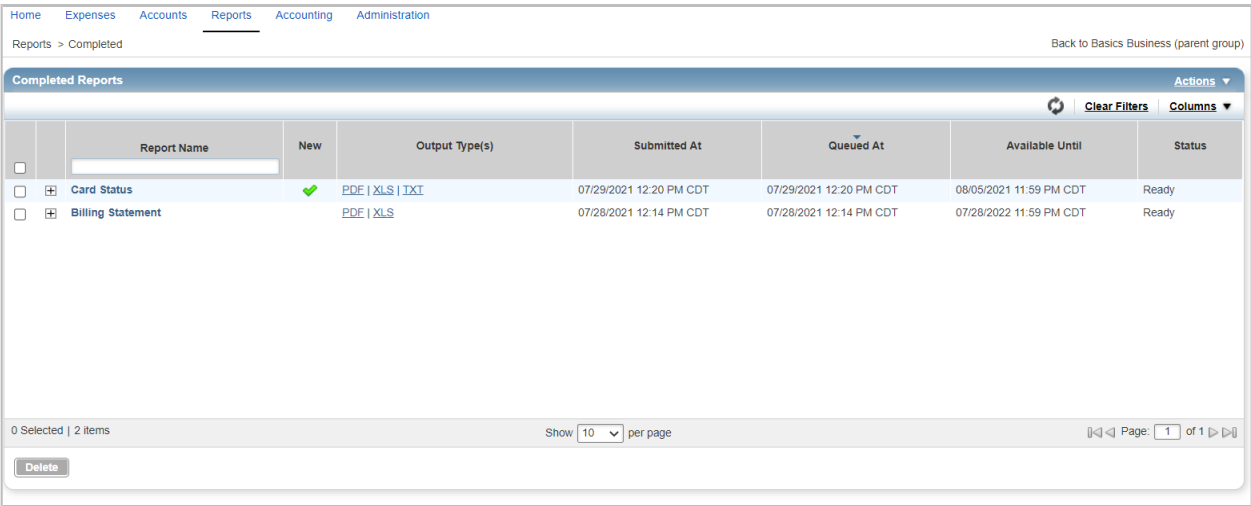 Home Expenses Accounts Reports Accounting Administration
Reports > Completed Back to Basics Business (parent group)
Completed Reports Actions
Clear Filters Columns
Report Name New Output Type(s) Submitted At Queued At Available Until Status
Card Status PDF | XLS | TXT 07/29/2021 12:20 PM CDT 07/29/2021 12:20 PM CDT 08/05/2021 11:59 PM CDT Ready
Billing Statement PDF | XLS 07/28/2021 12:14 PM CDT 07/28/2021 12:14 PM CDT 07/28/2022 11:59 PM CDT Ready
0 Selected | 2 items Show 10 per page Page: 1 of 1
Delete